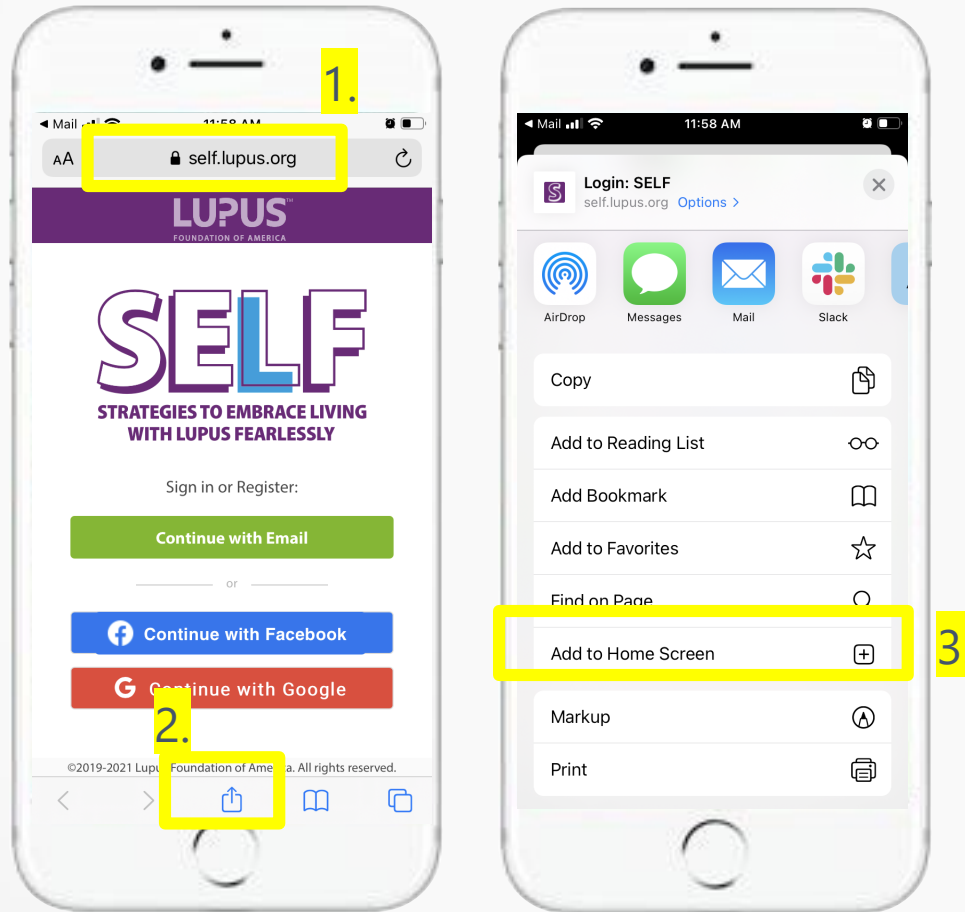 1.
Mail 11:58 AM
AA self.lupus.org
LUPUS™
FOUNDATION OF AMERICA
SELF
STRATEGIES TO EMBRACE LIVING
WITH LUPUS FEARLESSLY
Sign in or Register:
Continue with Email
or
Continue with Facebook
G Continue with Google
2.
©2019-2021 Lupus Foundation of America. All rights reserved.
Mail 11:58 AM
S
Login: SELF
self.lupus.org Options >
AirDrop Messages Mail Slack
Copy
Add to Reading List
Add Bookmark
Add to Favorites
Find on Page
Add to Home Screen
3
Markup
Print